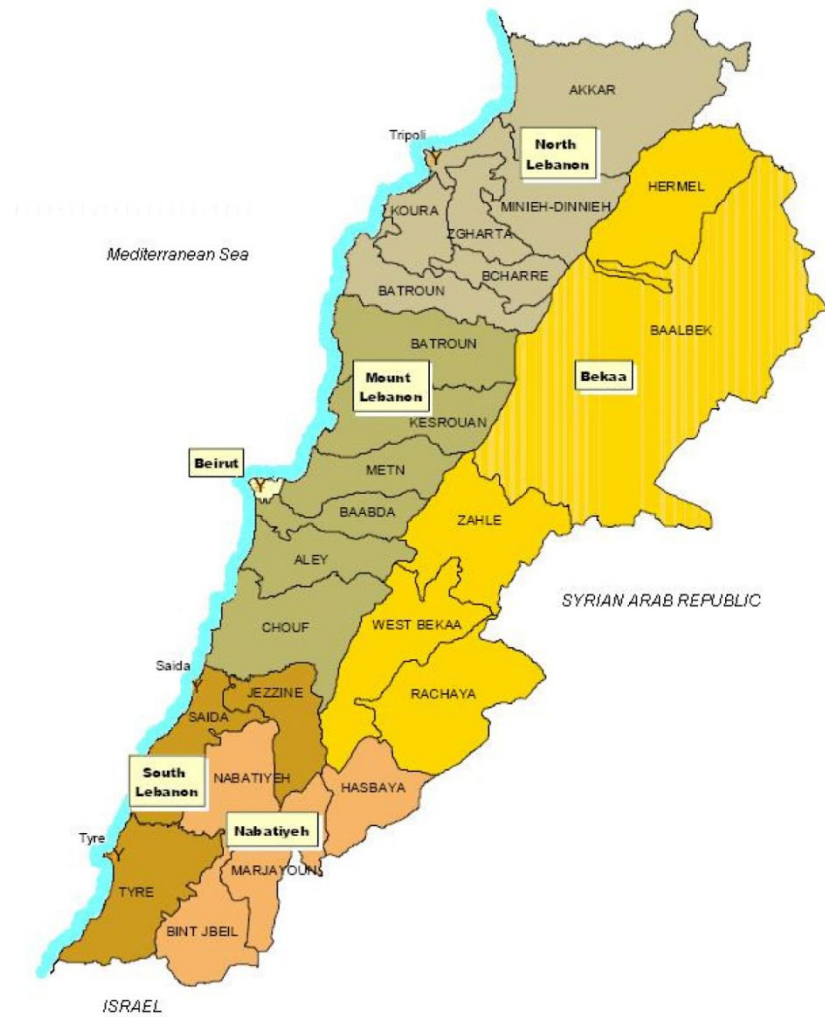 AKKAR
Tripoli
North
Lebanon
HERMEL
KOURA
MINIEH-DINNIEH
ZGHARTA
Mediterranean Sea
BCHARRE
BATROUN
BAALBEK
BATROUN
Mount
Lebanon
Bekaa
KESROUAN
Beirut
METN
BAABDA
ZAHLE
ALEY
SYRIAN ARAB REPUBLIC
CHOUF
WEST BEKAA
Saida
JEZZINE
RACHAYA
SAIDA
South
Lebanon
NABATIYEH
HASBAYA
Nabatiyeh
Tyre
MARJAYOUN
TYRE
BINT JBEIL
ISRAEL